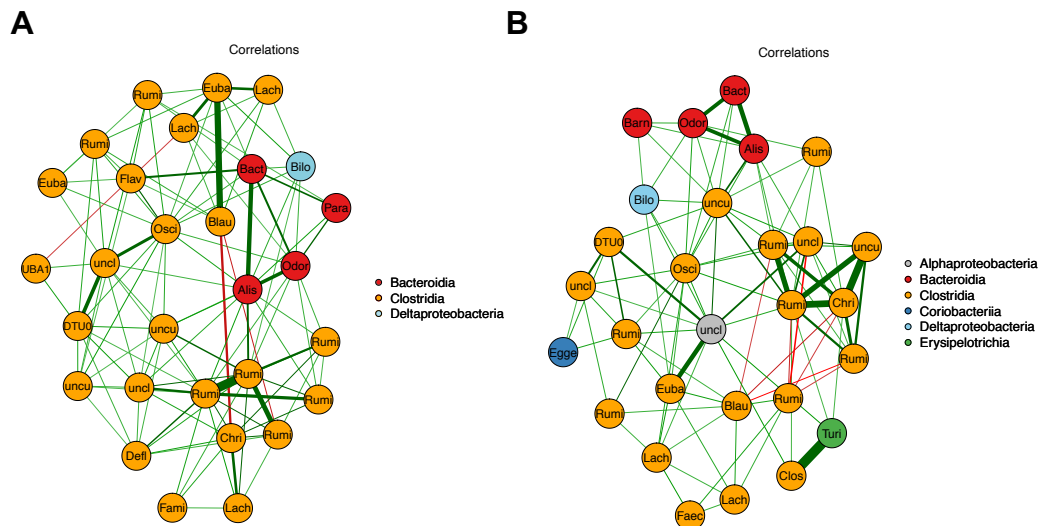 A
Correlations
Euba
Lach
Rumi
Lach
Rumi
Bact
Bilo
Flav
Euba
Para
Blau
Osci
uncl
UBA1
Odor
Alis
DTU0
uncu
Rumi
Rumi
uncu
uncl
Rumi
Rumi
Chri
Rumi
Defl
Fami
Lach
Bacteroidia
Clostridia
Deltaproteobacteria
B
Correlations
Bact
Barn
Odor
Alis
Rumi
Bilo
uncu
DTU0
Rumi
uncl
uncu
Osci
uncl
Rumi
Chri
uncl
Rumi
Egge
Rumi
Euba
Blau
Rumi
Rumi
Turi
Lach
Clos
Lach
Faec
Alphaproteobacteria
Bacteroidia
Clostridia
Coriobacteriia
Deltaproteobacteria
Erysipelotrichia